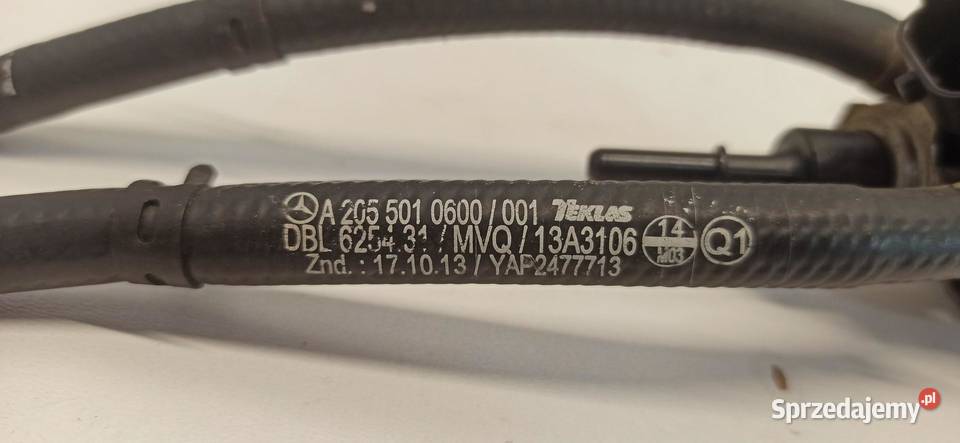 A 205 501 0600 / 001 TEKLAS
DBL 6254.31 / MVQ / 13A3106 14 M03 Q1
Znd. : 17.10.13 / YAP2477713
Sprzedajemy.pl